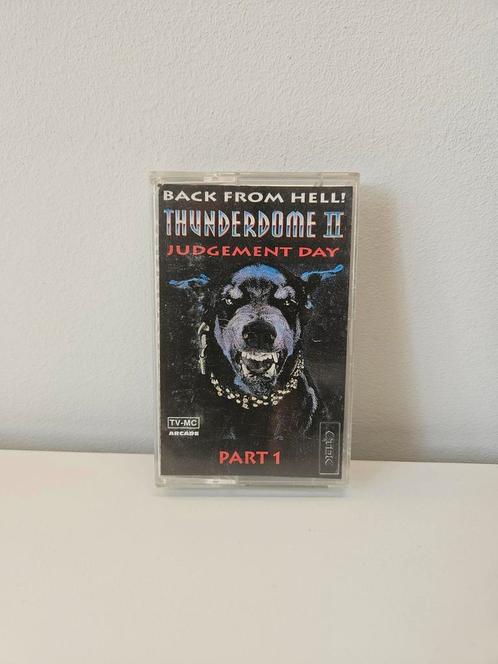 BACK FROM HELL!
THUNDERDOME II
JUDGEMENT DAY
TV-MC
ARCADE
PART 1